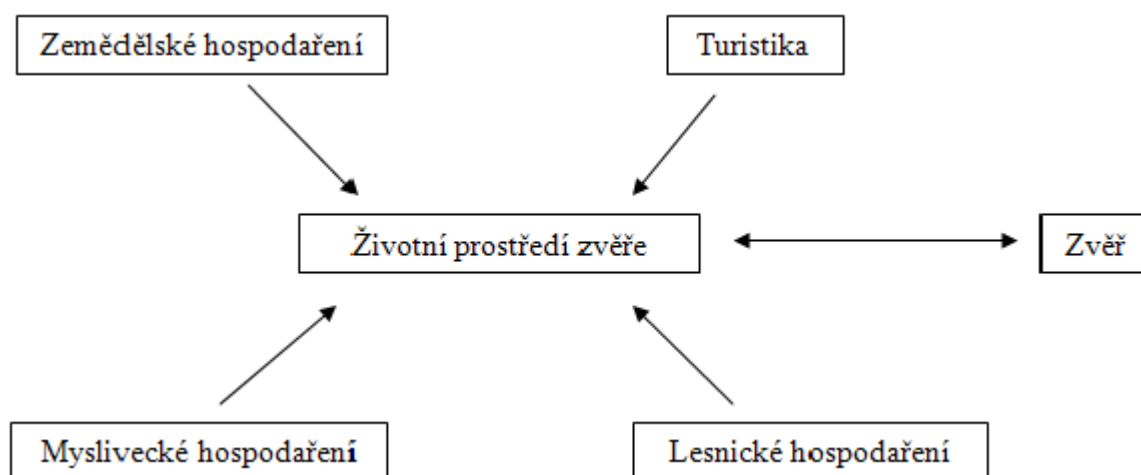 Zemědělské hospodaření
Turistika
Životní prostředí zvěře
Zvěř
Myslivecké hospodaření
Lesnické hospodaření